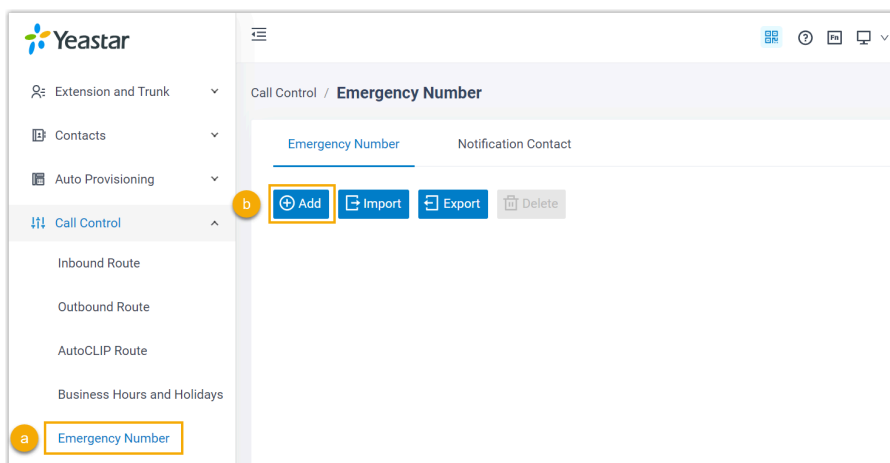 Yeastar
Fn
Extension and Trunk
Call Control / Emergency Number
Contacts
Emergency Number Notification Contact
Auto Provisioning
b Add Import Export Delete
Call Control
Inbound Route
Outbound Route
AutoCLIP Route
Business Hours and Holidays
a Emergency Number